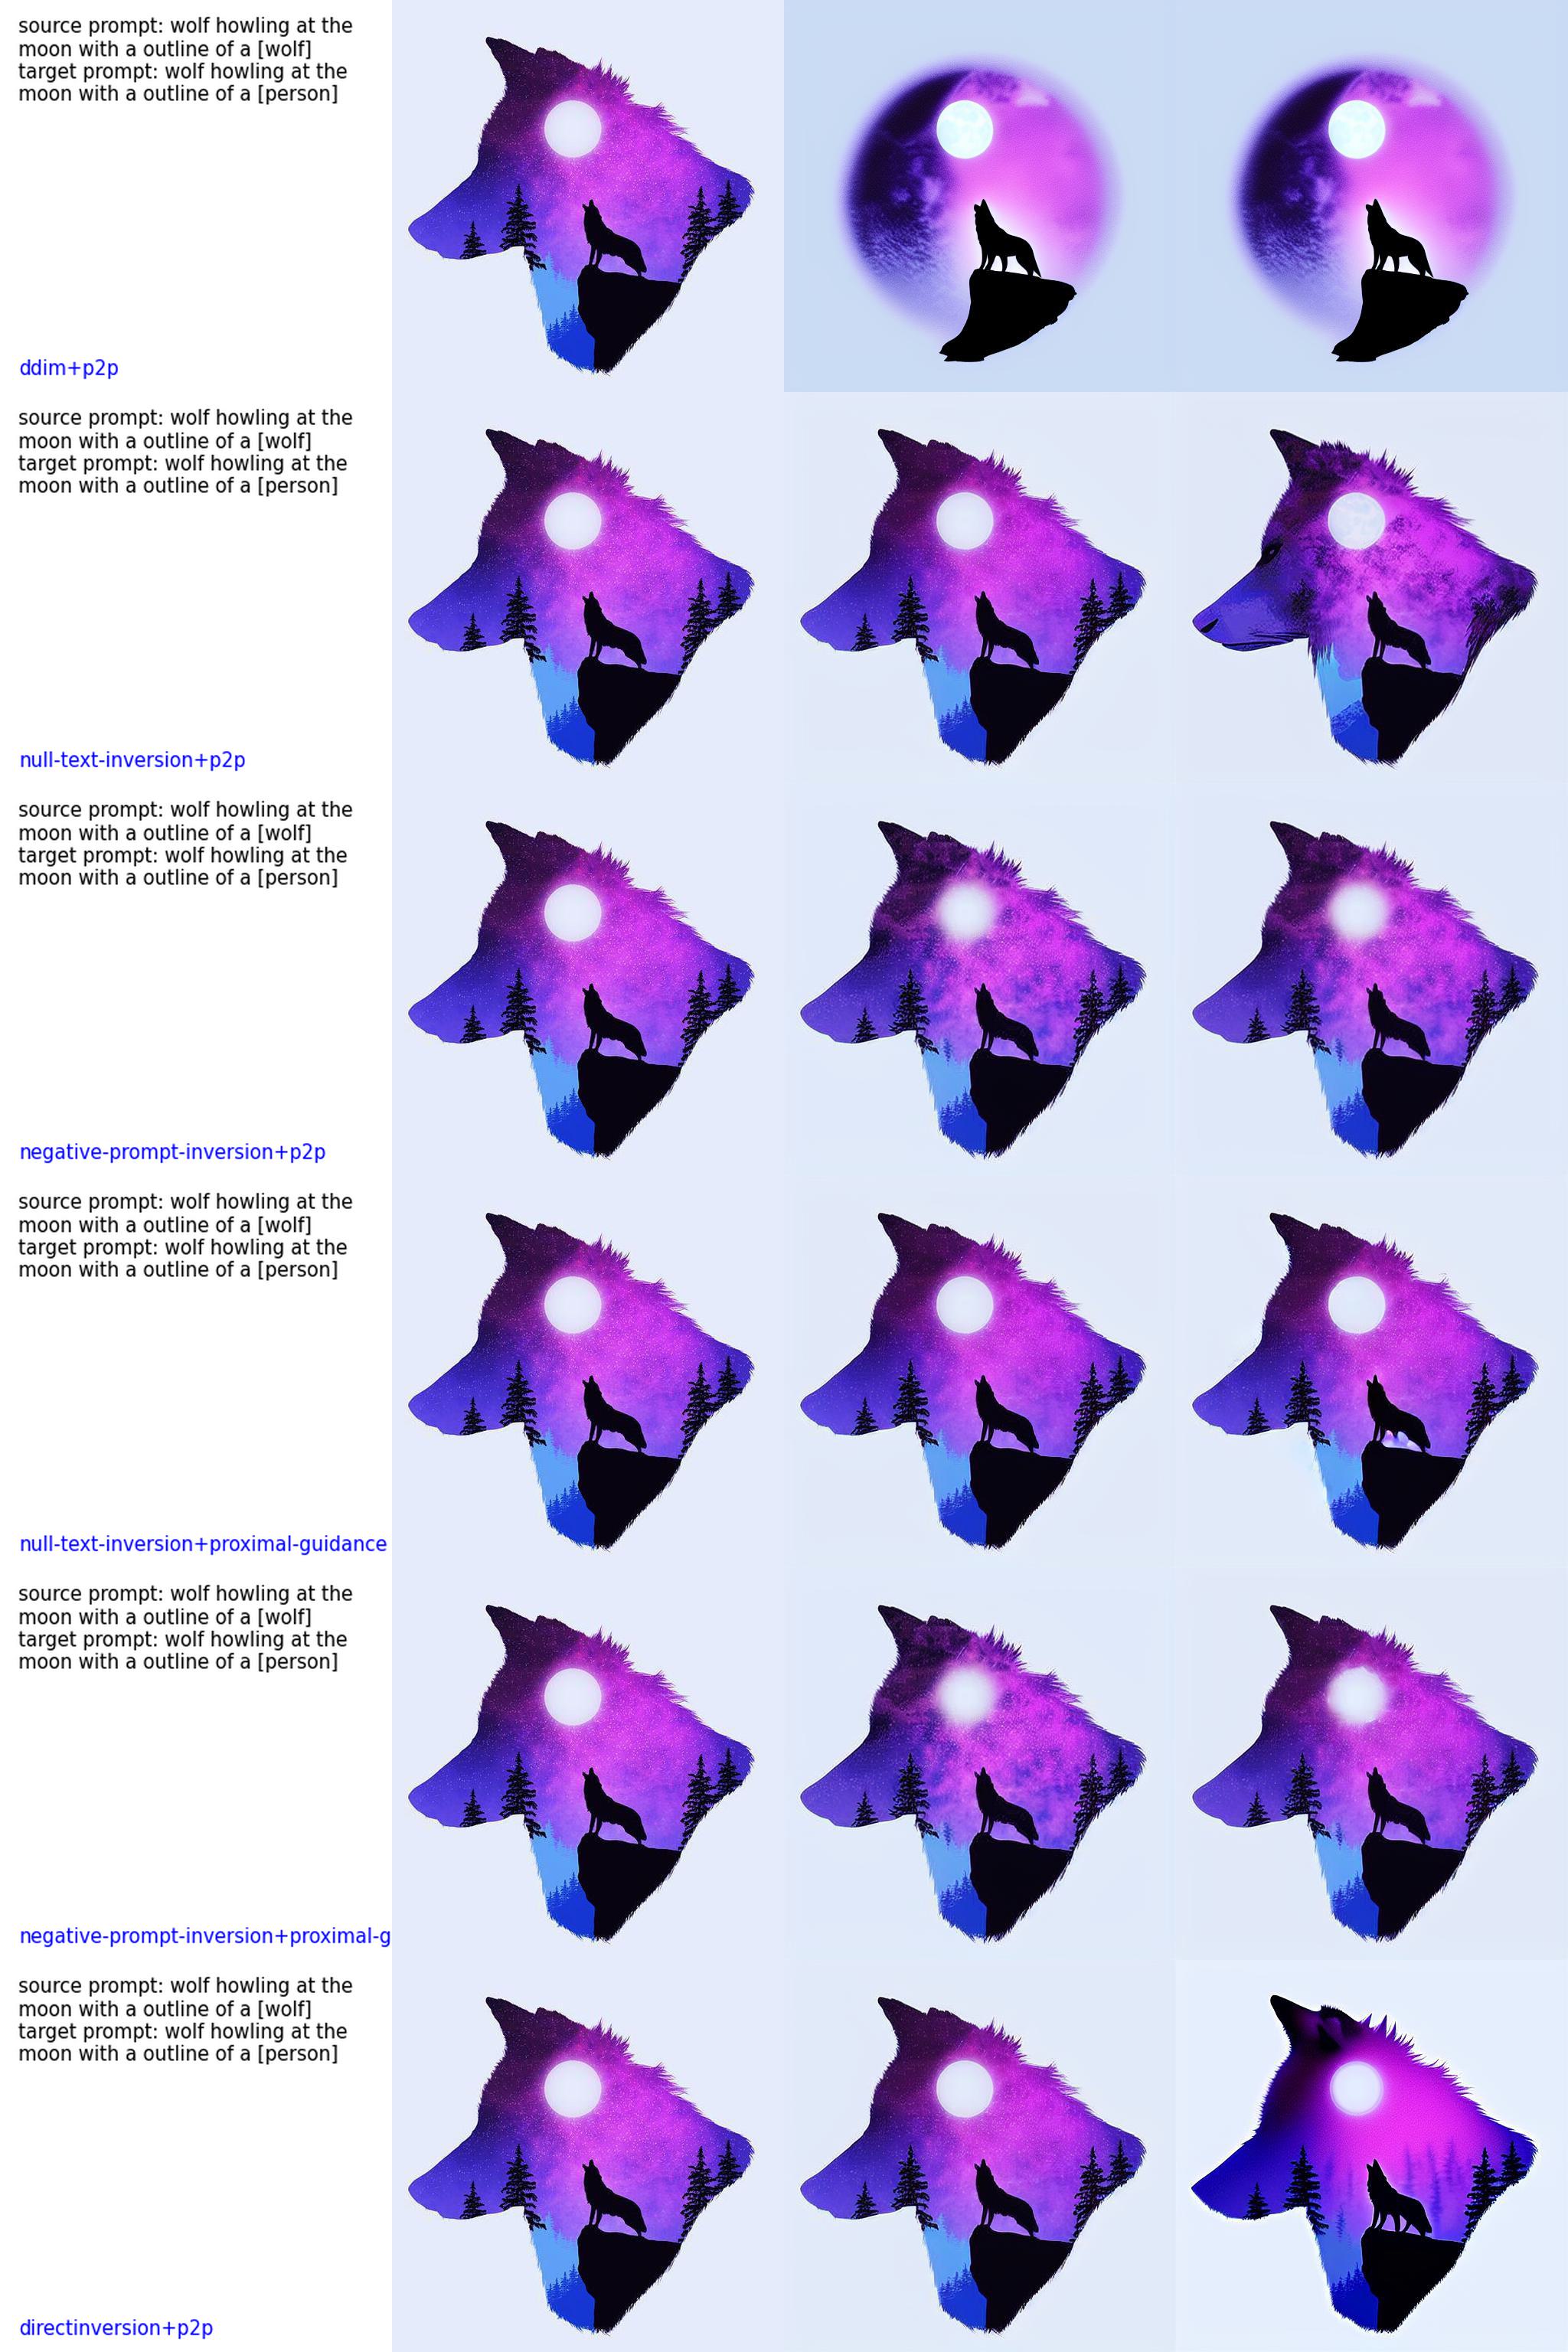 source prompt: wolf howling at the
moon with a outline of a [wolf]
target prompt: wolf howling at the
moon with a outline of a [person]
ddim+p2p
source prompt: wolf howling at the
moon with a outline of a [wolf]
target prompt: wolf howling at the
moon with a outline of a [person]
null-text-inversion+p2p
source prompt: wolf howling at the
moon with a outline of a [wolf]
target prompt: wolf howling at the
moon with a outline of a [person]
negative-prompt-inversion+p2p
source prompt: wolf howling at the
moon with a outline of a [wolf]
target prompt: wolf howling at the
moon with a outline of a [person]
null-text-inversion+proximal-guidance
source prompt: wolf howling at the
moon with a outline of a [wolf]
target prompt: wolf howling at the
moon with a outline of a [person]
negative-prompt-inversion+proximal-g
source prompt: wolf howling at the
moon with a outline of a [wolf]
target prompt: wolf howling at the
moon with a outline of a [person]
directinversion+p2p